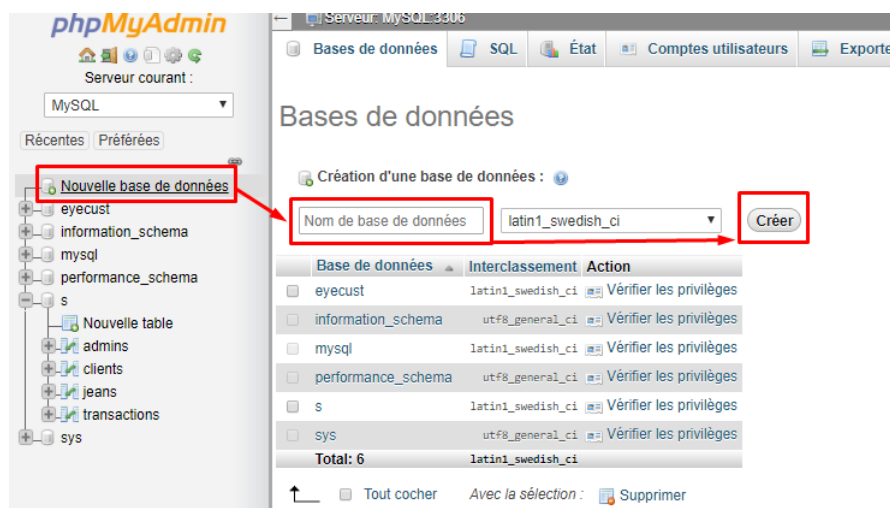 phpMyAdmin
Serveur courant :
MySQL
Récentes Préférées
Nouvelle base de données
eyecust
information_schema
mysql
performance_schema
s
Nouvelle table
admins
clients
jeans
transactions
sys
Serveur: MySQL:3306
Bases de données SQL État Comptes utilisateurs Exporte
Bases de données
Création d'une base de données :
Nom de base de données latin1_swedish_ci Créer
Base de données Interclassement Action
eyecust latin1_swedish_ci Vérifier les privilèges
information_schema utf8_general_ci Vérifier les privilèges
mysql latin1_swedish_ci Vérifier les privilèges
performance_schema utf8_general_ci Vérifier les privilèges
s latin1_swedish_ci Vérifier les privilèges
sys utf8_general_ci Vérifier les privilèges
Total: 6 latin1_swedish_ci
Tout cocher Avec la sélection : Supprimer